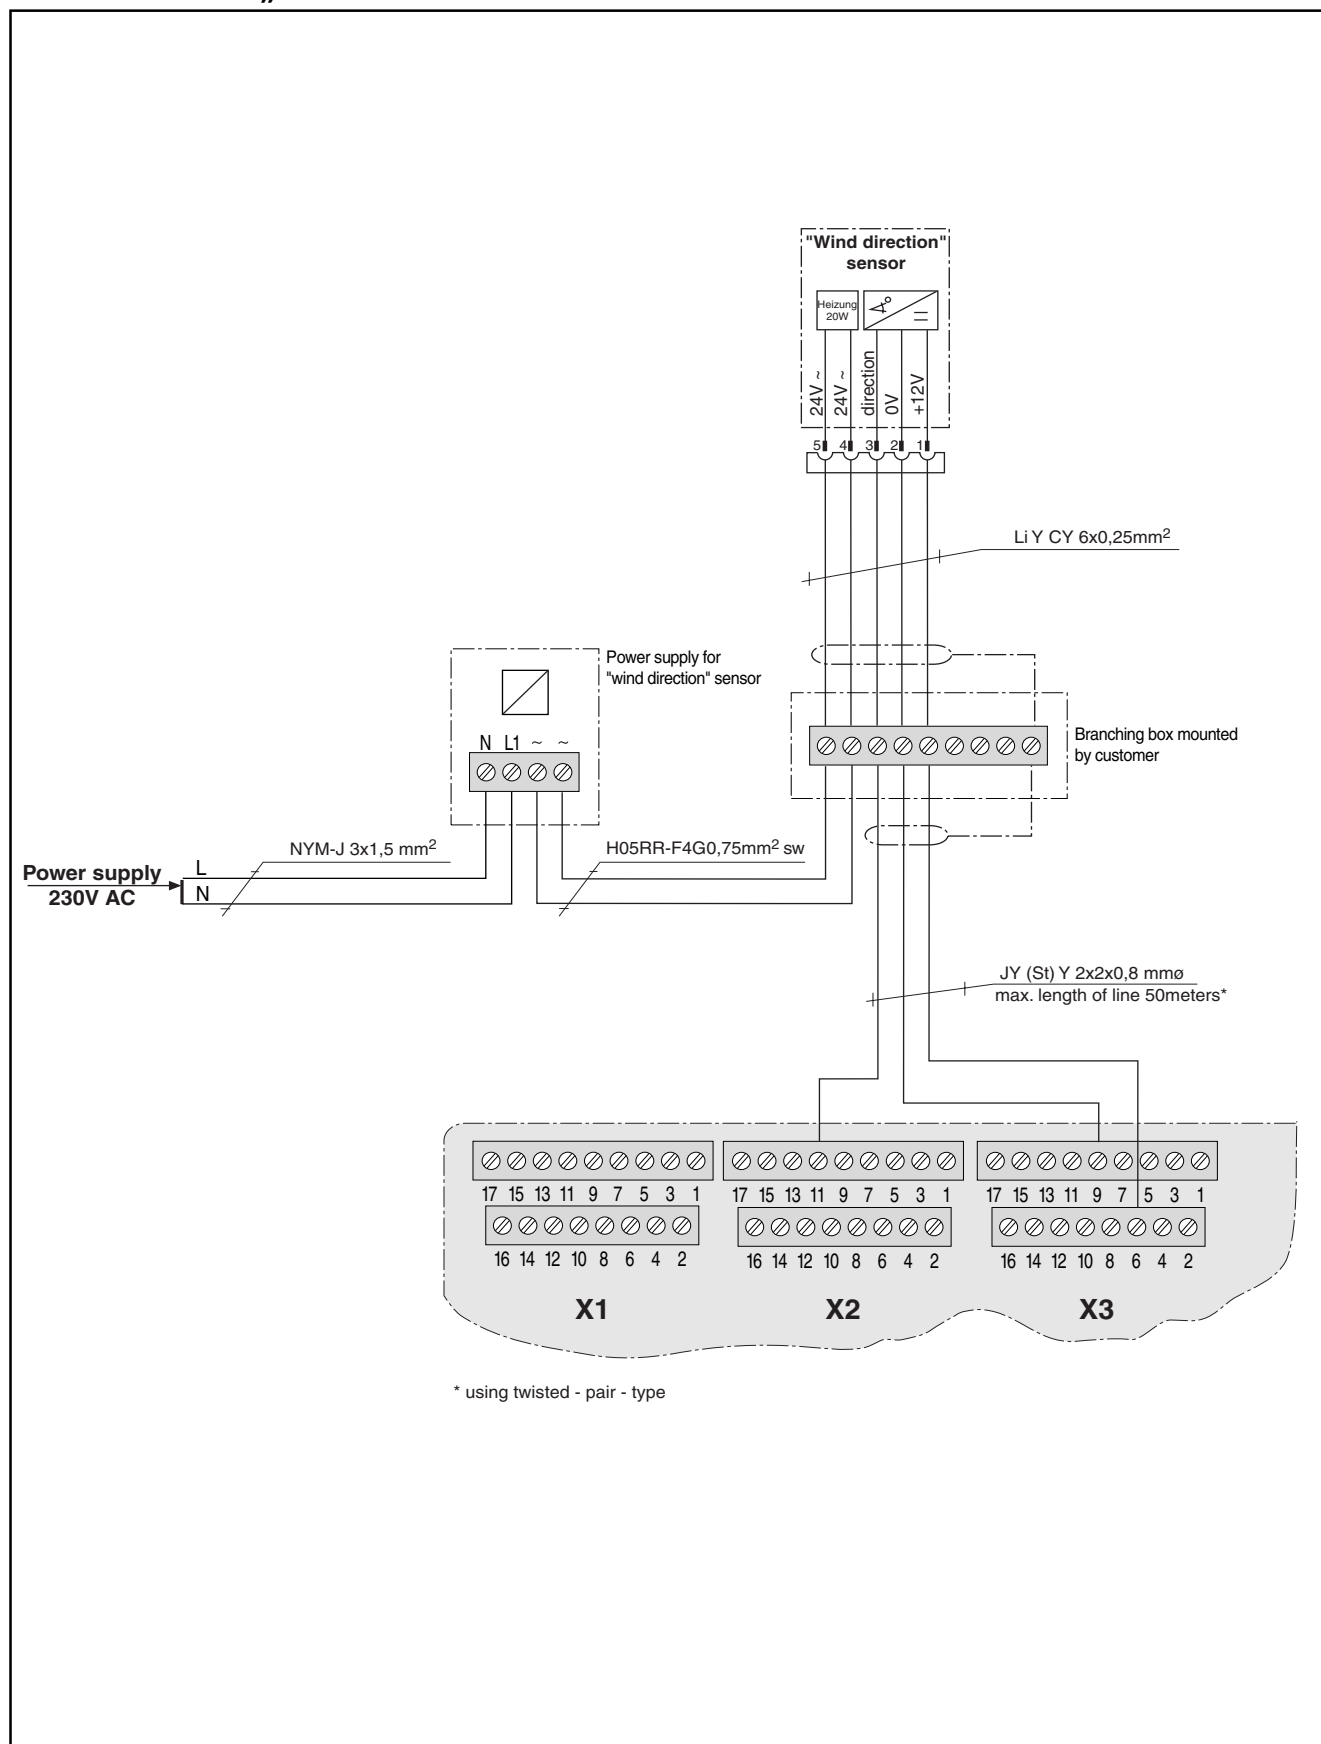 "Wind direction"
sensor
Heizung
20W
24V ~
24V ~
direction
0V
+12V
5 4 3 2 1
Li Y CY 6x0,25mm²
Power supply for
"wind direction" sensor
N L1 ~ ~
Branching box mounted
by customer
NYM-J 3x1,5 mm²
H05RR-F4G0,75mm² sw
Power supply
230V AC
L
N
JY (St) Y 2x2x0,8 mmø
max. length of line 50meters*
17 15 13 11 9 7 5 3 1
17 15 13 11 9 7 5 3 1
17 15 13 11 9 7 5 3 1
16 14 12 10 8 6 4 2
16 14 12 10 8 6 4 2
16 14 12 10 8 6 4 2
X1
X2
X3
* using twisted - pair - type